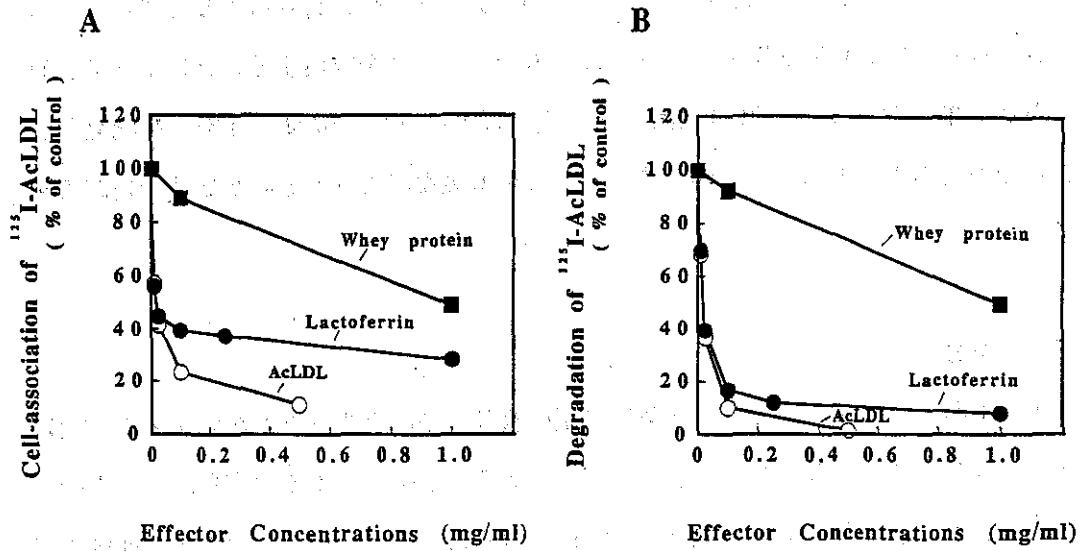 A
Cell-association of ¹²⁵I-AcLDL
( % of control)
120
100
80
60
40
20
0
Whey protein
Lactoferrin
AcLDL
0 0.2 0.4 0.6 0.8 1.0
Effector Concentrations (mg/ml)
B
Degradation of ¹²⁵I-AcLDL
( % of control)
120
100
80
60
40
20
0
Whey protein
Lactoferrin
AcLDL
0 0.2 0.4 0.6 0.8 1.0
Effector Concentrations (mg/ml)